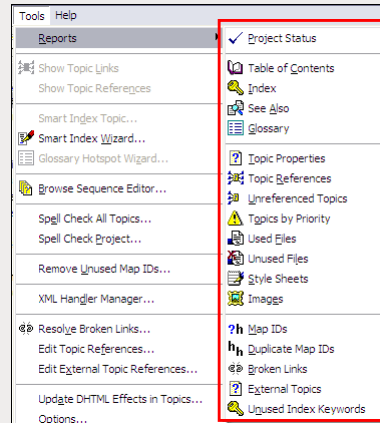 Tools Help
Reports
Show Topic Links
Show Topic References
Smart Index Topic...
Smart Index Wizard...
Glossary Hotspot Wizard...
Browse Sequence Editor...
Spell Check All Topics...
Spell Check Project...
Remove Unused Map IDs...
XML Handler Manager...
Resolve Broken Links...
Edit Topic References...
Edit External Topic References...
Update DHTML Effects in Topics...
Options...
Project Status
Table of Contents
Index
See Also
Glossary
Topic Properties
Topic References
Unreferenced Topics
Topics by Priority
Used Files
Unused Files
Style Sheets
Images
Map IDs
Duplicate Map IDs
Broken Links
External Topics
Unused Index Keywords